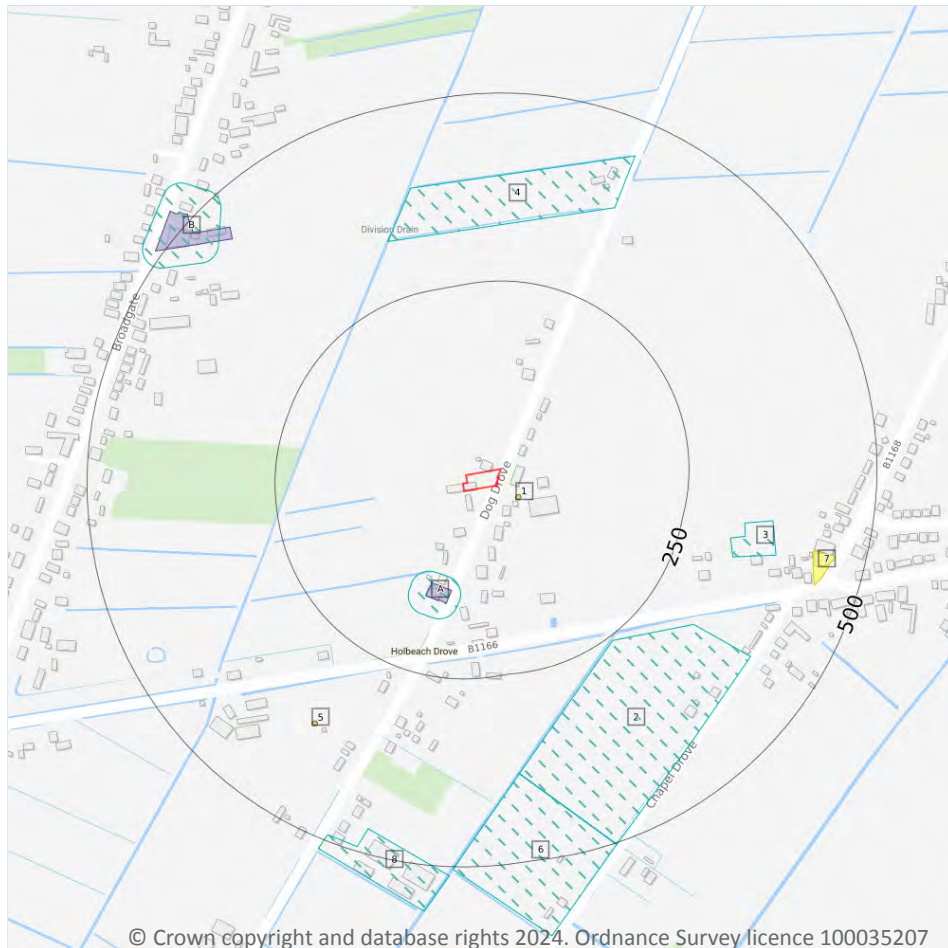 4
B
Division Drain
Broadgate
B1168
Dog Drove
1
3
250
7
A
500
B1166
Holbeach Drove
5
2
Chapel Drove
6
8
© Crown copyright and database rights 2024. Ordnance Survey licence 100035207